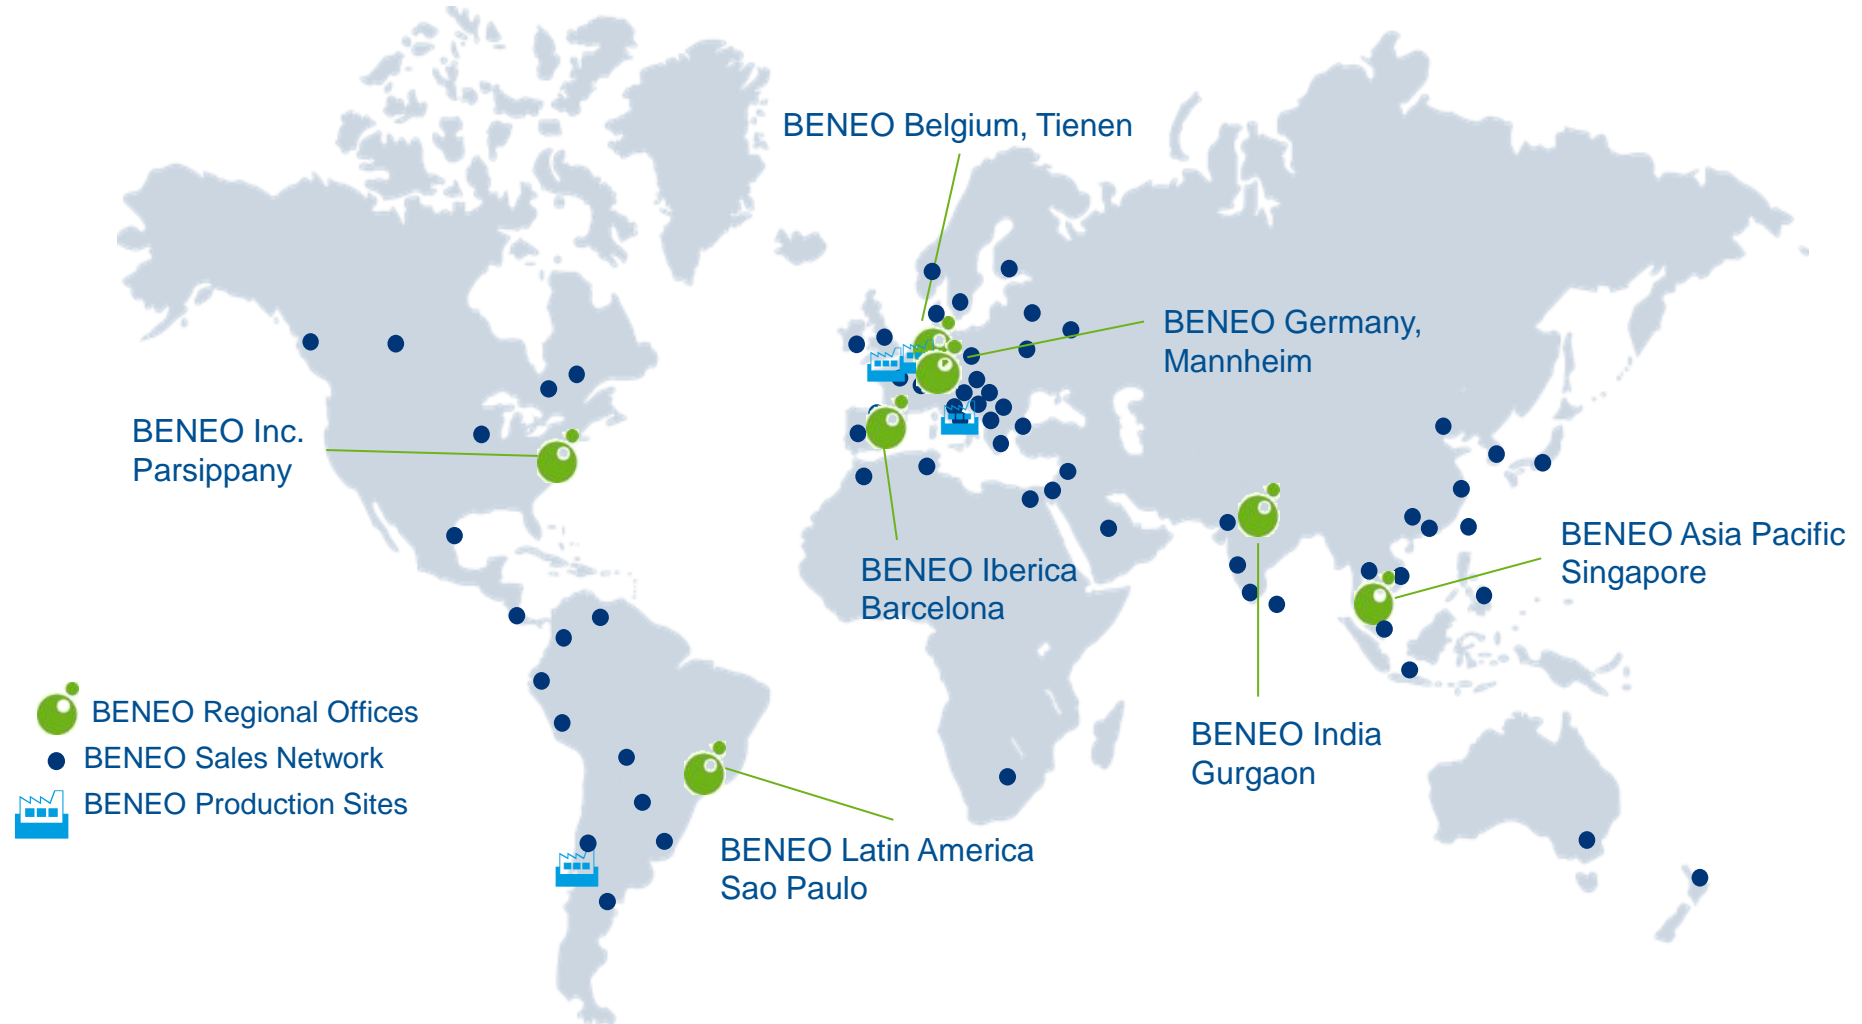 BENEO Belgium, Tienen
BENEO Germany,
Mannheim
BENEO Inc.
Parsippany
BENEO Iberica
Barcelona
BENEO Asia Pacific
Singapore
BENEO India
Gurgaon
BENEO Latin America
Sao Paulo
BENEO Regional Offices
BENEO Sales Network
BENEO Production Sites